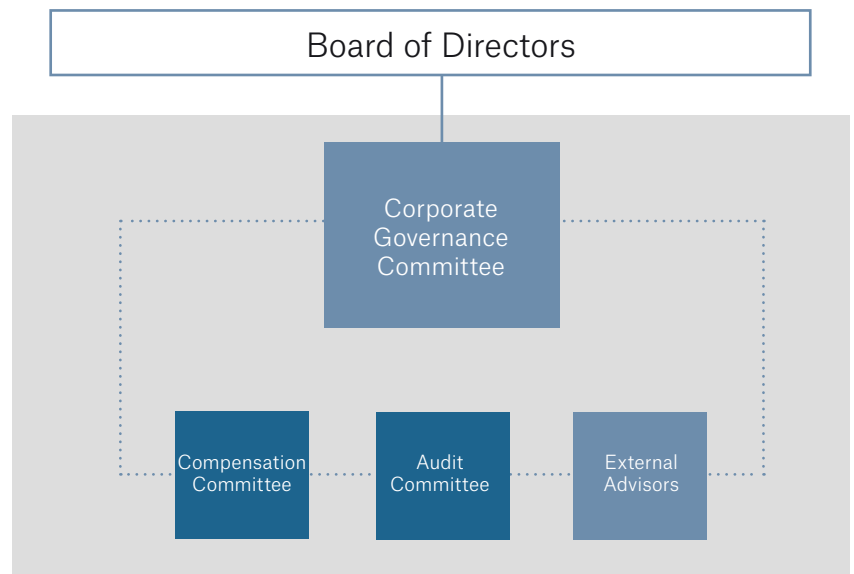 Board of Directors
Corporate
Governance
Committee
Compensation
Committee
Audit
Committee
External
Advisors